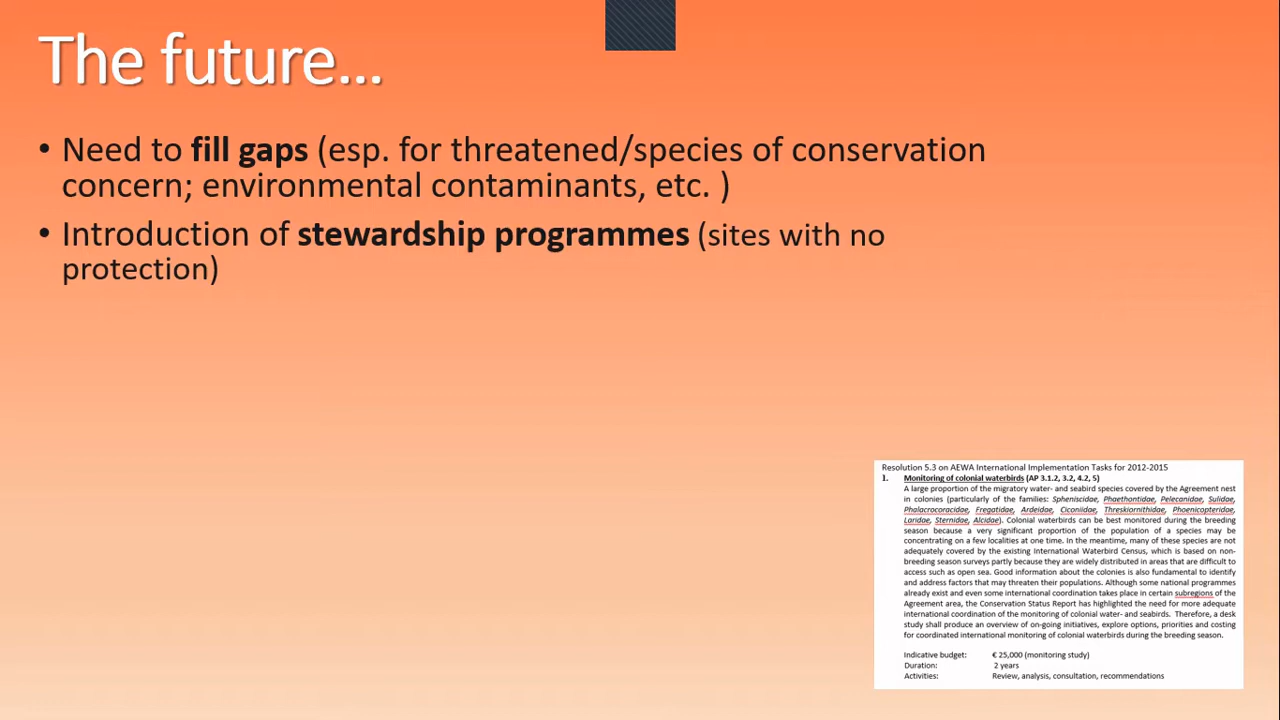 The future...
• Need to fill gaps (esp. for threatened/species of conservation
concern; environmental contaminants, etc. )
• Introduction of stewardship programmes (sites with no
protection)
Resolution 5.3 on AEWA International Implementation Tasks for 2012-2015
1. Monitoring of colonial waterbirds (AP 3.1.2, 3.2, 4.2, 5)
A large proportion of the migratory water- and seabird species covered by the Agreement nest
in colonies (particularly of the families: Spheniscidae, Phaethontidae, Pelecanidae, Sulidae,
Phalacrocoracidae, Fregatidae, Ardeidae, Ciconiidae, Threskiornithidae, Phoenicopteridae,
Laridae, Sternidae, Alcidae). Colonial waterbirds can be best monitored during the breeding
season because a very significant proportion of the population of a species may be
concentrating on a few localities at one time. In the meantime, many of these species are not
adequately covered by the existing International Waterbird Census, which is based on non-
breeding season surveys partly because they are widely distributed in areas that are difficult to
access such as open sea. Good information about the colonies is also fundamental to identify
and address factors that may threaten their populations. Although some national programmes
already exist and even some international coordination takes place in certain subregions of the
Agreement area, the Conservation Status Report has highlighted the need for more adequate
international coordination of the monitoring of colonial water- and seabirds. Therefore, a desk
study shall produce an overview of on-going initiatives, explore options, priorities and costing
for coordinated international monitoring of colonial waterbirds during the breeding season.
Indicative budget: € 25,000 (monitoring study)
Duration: 2 years
Activities: Review, analysis, consultation, recommendations